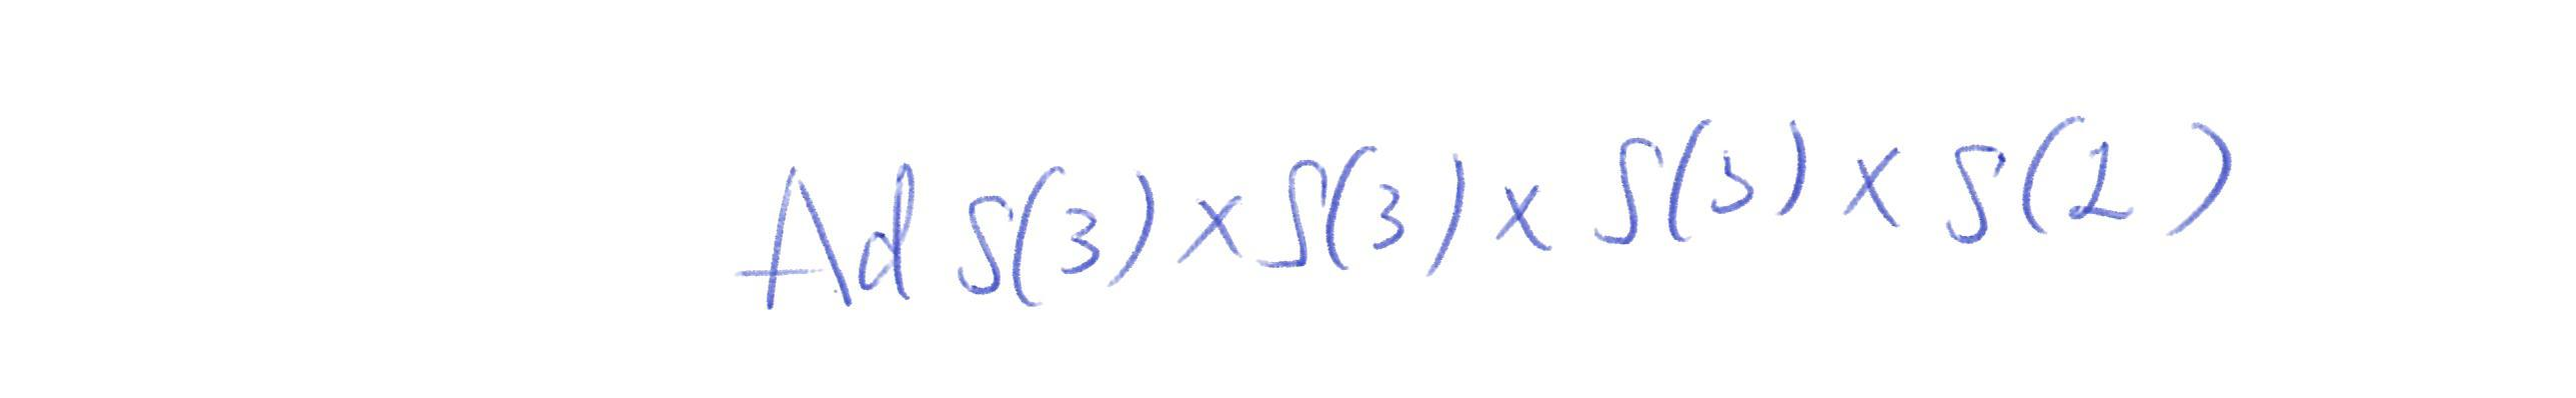 Ad S(3) x S(3) x S(3) x S(2)